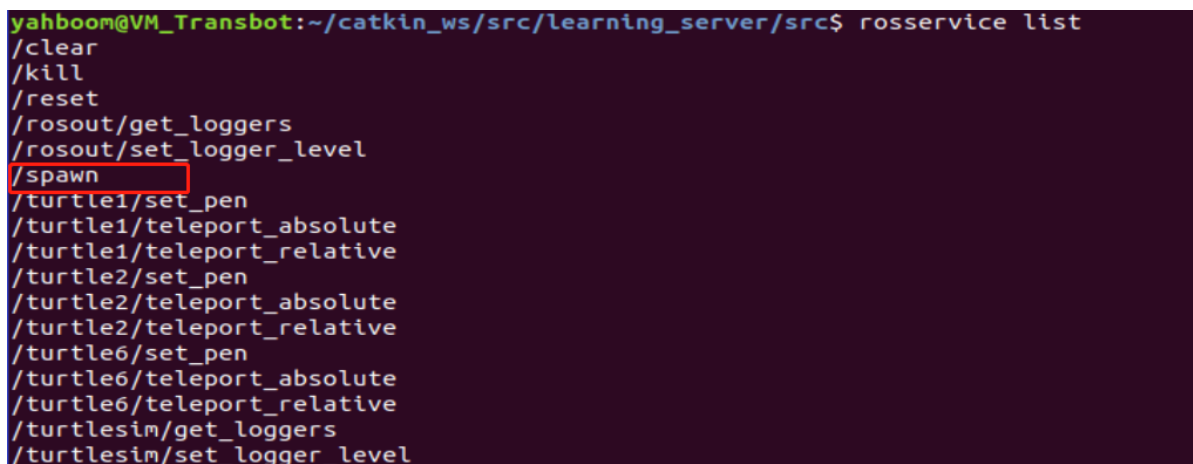 yahboom@VM_Transbot:~/catkin_ws/src/learning_server/src$ rosservice list
/clear
/kill
/reset
/rosout/get_loggers
/rosout/set_logger_level
/spawn
/turtle1/set_pen
/turtle1/teleport_absolute
/turtle1/teleport_relative
/turtle2/set_pen
/turtle2/teleport_absolute
/turtle2/teleport_relative
/turtle6/set_pen
/turtle6/teleport_absolute
/turtle6/teleport_relative
/turtlesim/get_loggers
/turtlesim/set_logger_level